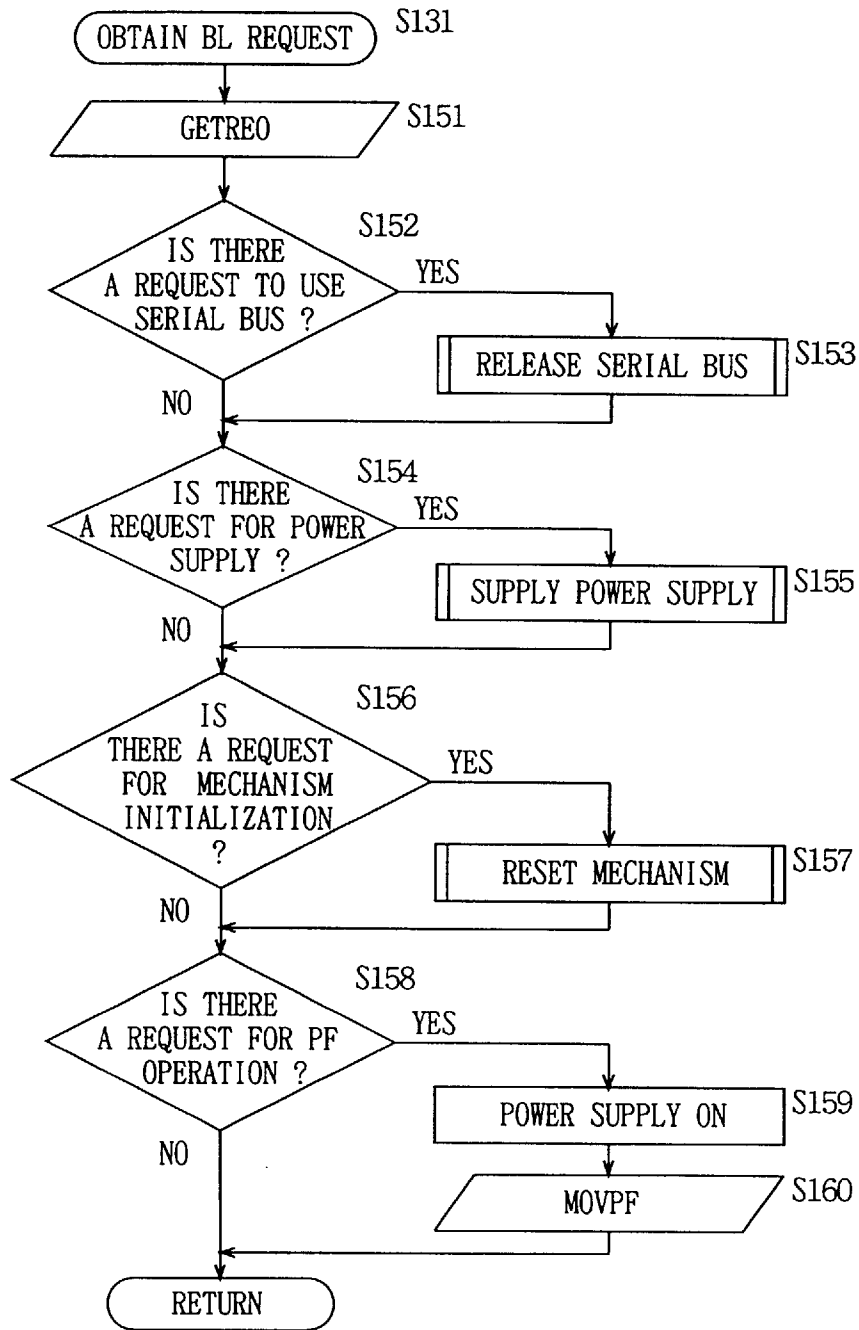 OBTAIN BL REQUEST
S131
GETREO
S151
S152
IS THERE
A REQUEST TO USE
SERIAL BUS ?
YES
RELEASE SERIAL BUS
S153
NO
S154
IS THERE
A REQUEST FOR POWER
SUPPLY ?
YES
SUPPLY POWER SUPPLY
S155
NO
S156
IS
THERE A REQUEST
FOR MECHANISM
INITIALIZATION
?
YES
RESET MECHANISM
S157
NO
S158
IS THERE
A REQUEST FOR PF
OPERATION ?
YES
POWER SUPPLY ON
S159
NO
MOVPF
S160
RETURN